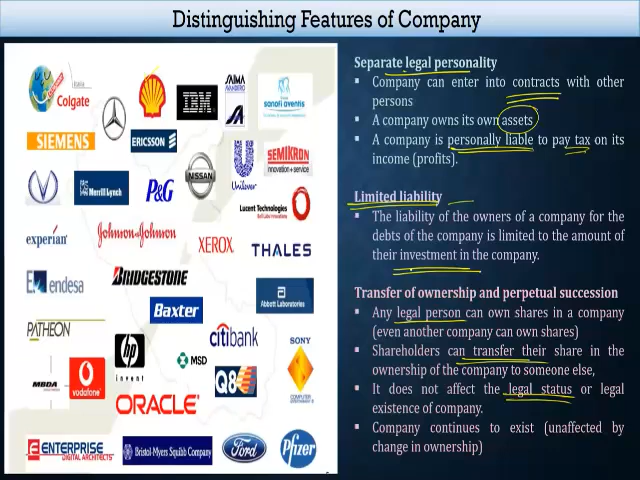 Distinguishing Features of Company
Separate legal personality
▪ Company can enter into contracts with other
persons
▪ A company owns its own assets
▪ A company is personally liable to pay tax on its
income (profits).
Limited liability
▪ The liability of the owners of a company for the
debts of the company is limited to the amount of
their investment in the company.
Transfer of ownership and perpetual succession
▪ Any legal person can own shares in a company
(even another company can own shares)
▪ Shareholders can transfer their share in the
ownership of the company to someone else,
▪ It does not affect the legal status or legal
existence of company.
▪ Company continues to exist (unaffected by
change in ownership)
Colgate
IBM
SAIMA
AVANDERO
sanofi aventis
SIEMENS
ERICSSON
NISSAN
SEMIKRON
innovation + service
Merrill Lynch
P&G
Unilever
Lucent Technologies
Bell Labs Innovations
experian
Johnson & Johnson
XEROX
THALES
endesa
BRIDGESTONE
Abbott Laboratories
Baxter
PATHEON
citibank
SONY
hp
invent
MSD
COMPUTER
MBDA
vodafone
Q8
ORACLE
ENTERPRISE
DIGITAL ARCHITECTS
Bristol-Myers Squibb Company
Ford
Pfizer